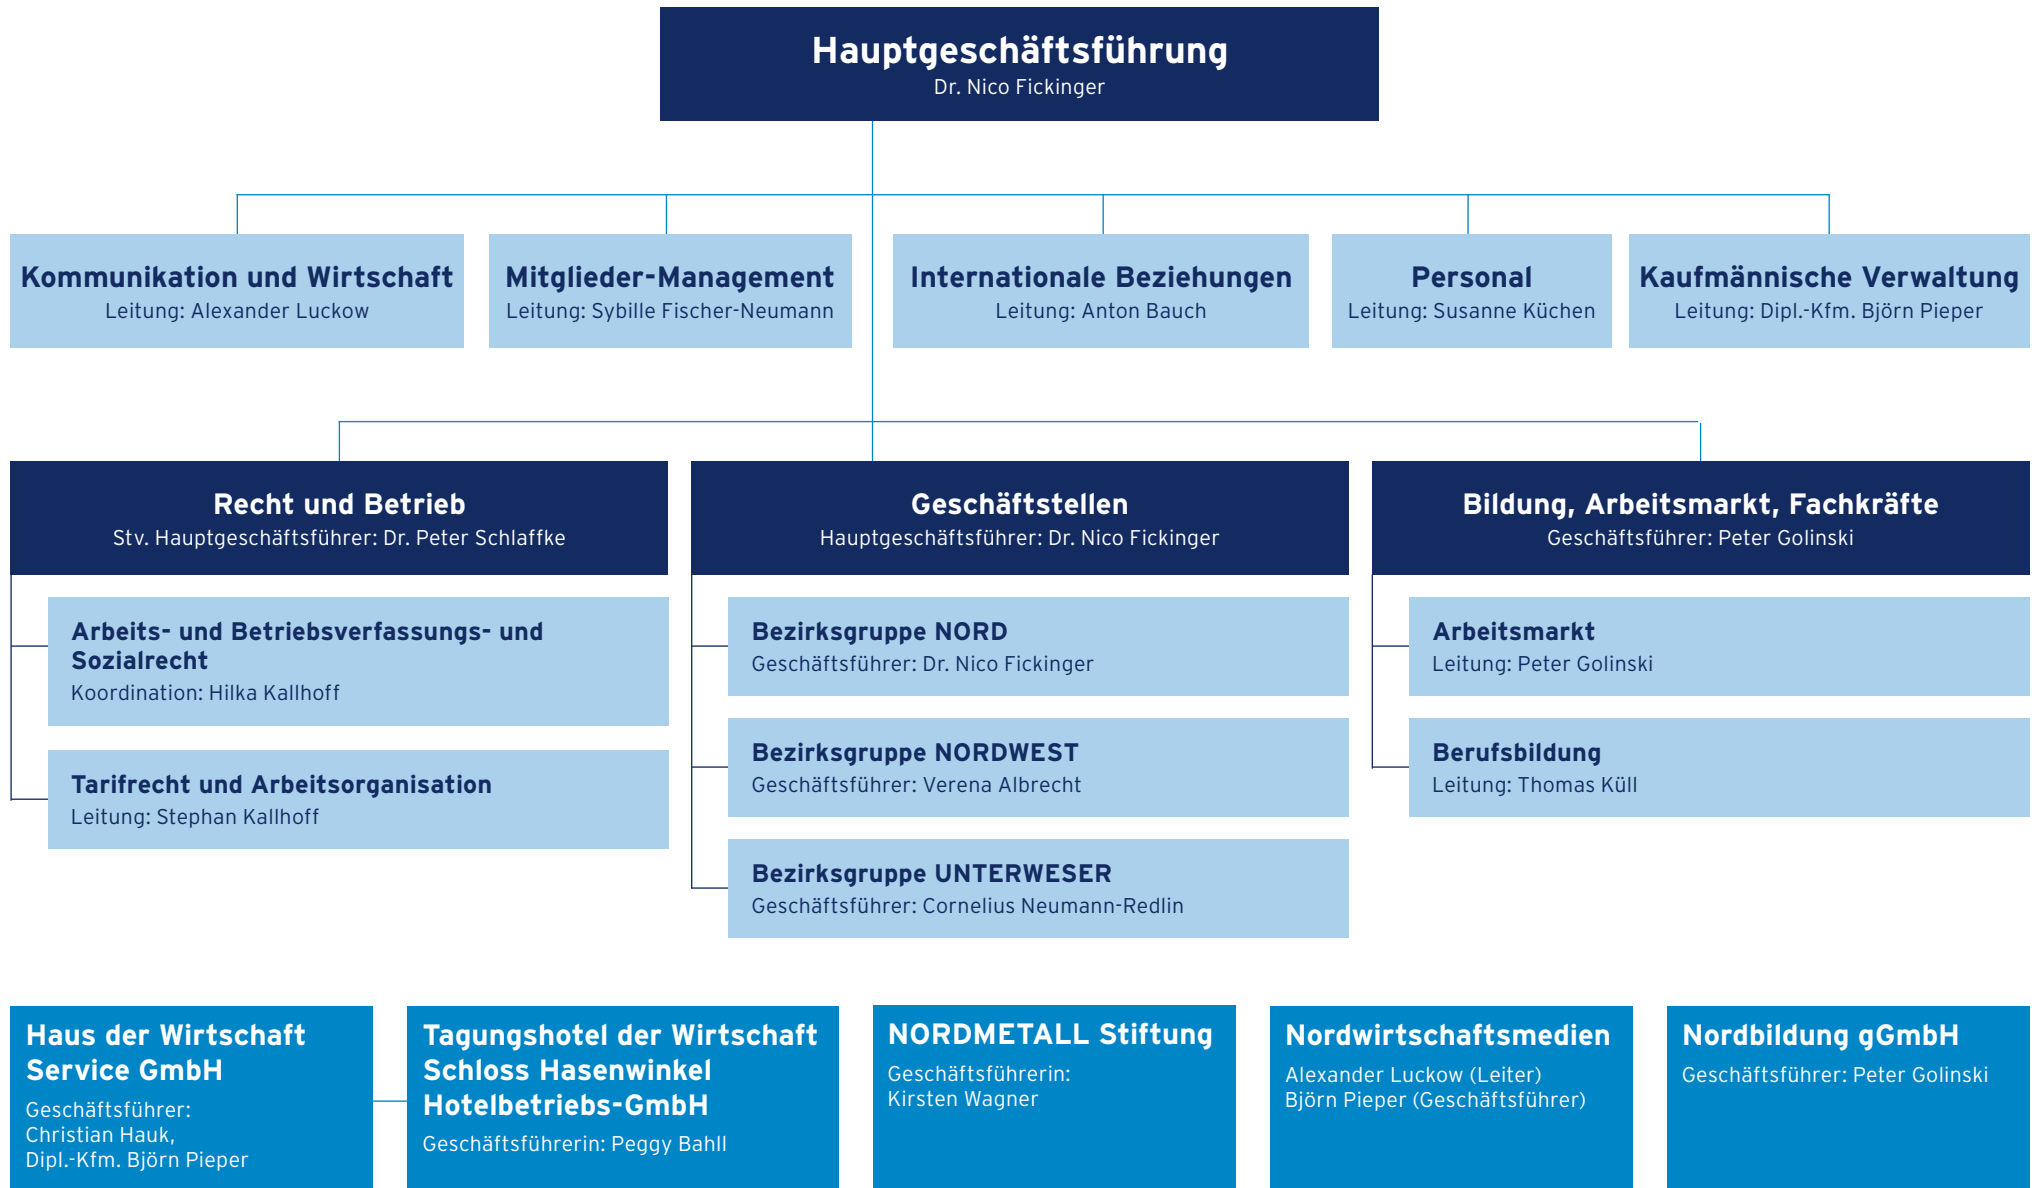 Hauptgeschäftsführung
Dr. Nico Fickinger
Kommunikation und Wirtschaft
Leitung: Alexander Luckow
Mitglieder-Management
Leitung: Sybille Fischer-Neumann
Internationale Beziehungen
Leitung: Anton Bauch
Personal
Leitung: Susanne Küchen
Kaufmännische Verwaltung
Leitung: Dipl.-Kfm. Björn Pieper
Recht und Betrieb
Stv. Hauptgeschäftsführer: Dr. Peter Schlaffke
Arbeits- und Betriebsverfassungs- und
Sozialrecht
Koordination: Hilka Kallhoff
Tarifrecht und Arbeitsorganisation
Leitung: Stephan Kallhoff
Geschäftstellen
Hauptgeschäftsführer: Dr. Nico Fickinger
Bezirksgruppe NORD
Geschäftsführer: Dr. Nico Fickinger
Bezirksgruppe NORDWEST
Geschäftsführer: Verena Albrecht
Bezirksgruppe UNTERWESER
Geschäftsführer: Cornelius Neumann-Redlin
Bildung, Arbeitsmarkt, Fachkräfte
Geschäftsführer: Peter Golinski
Arbeitsmarkt
Leitung: Peter Golinski
Berufsbildung
Leitung: Thomas Küll
Haus der Wirtschaft
Service GmbH
Geschäftsführer:
Christian Hauk,
Dipl.-Kfm. Björn Pieper
Tagungshotel der Wirtschaft
Schloss Hasenwinkel
Hotelbetriebs-GmbH
Geschäftsführerin: Peggy Bahll
NORDMETALL Stiftung
Geschäftsführerin:
Kirsten Wagner
Nordwirtschaftsmedien
Alexander Luckow (Leiter)
Björn Pieper (Geschäftsführer)
Nordbildung gGmbH
Geschäftsführer: Peter Golinski